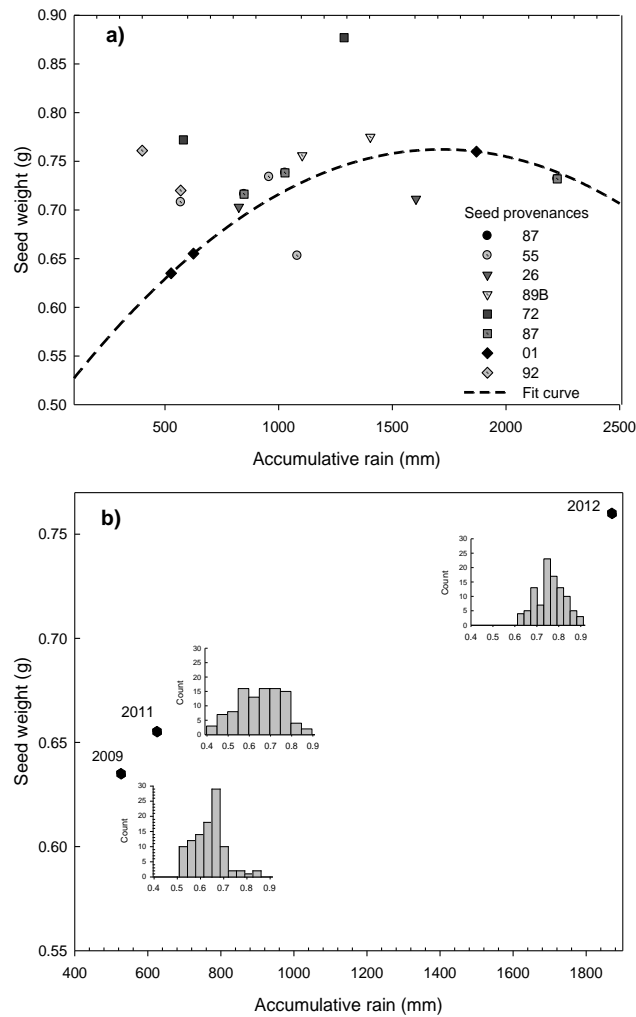 a)
0.90
0.85
0.80
0.75
0.70
0.65
0.60
0.55
0.50
Seed weight (g)
Seed provenances
87
55
26
89B
72
87
01
92
Fit curve
500 1000 1500 2000 2500
Accumulative rain (mm)
b)
0.75
0.70
0.65
0.60
0.55
Seed weight (g)
2012
30
25
20
15
10
5
0
Count
0.4 0.5 0.6 0.7 0.8 0.9
2011
30
25
20
15
10
5
0
Count
0.4 0.5 0.6 0.7 0.8 0.9
2009
30
20
10
5
0
Count
0.4 0.5 0.6 0.7 0.8 0.9
400 600 800 1000 1200 1400 1600 1800
Accumulative rain (mm)